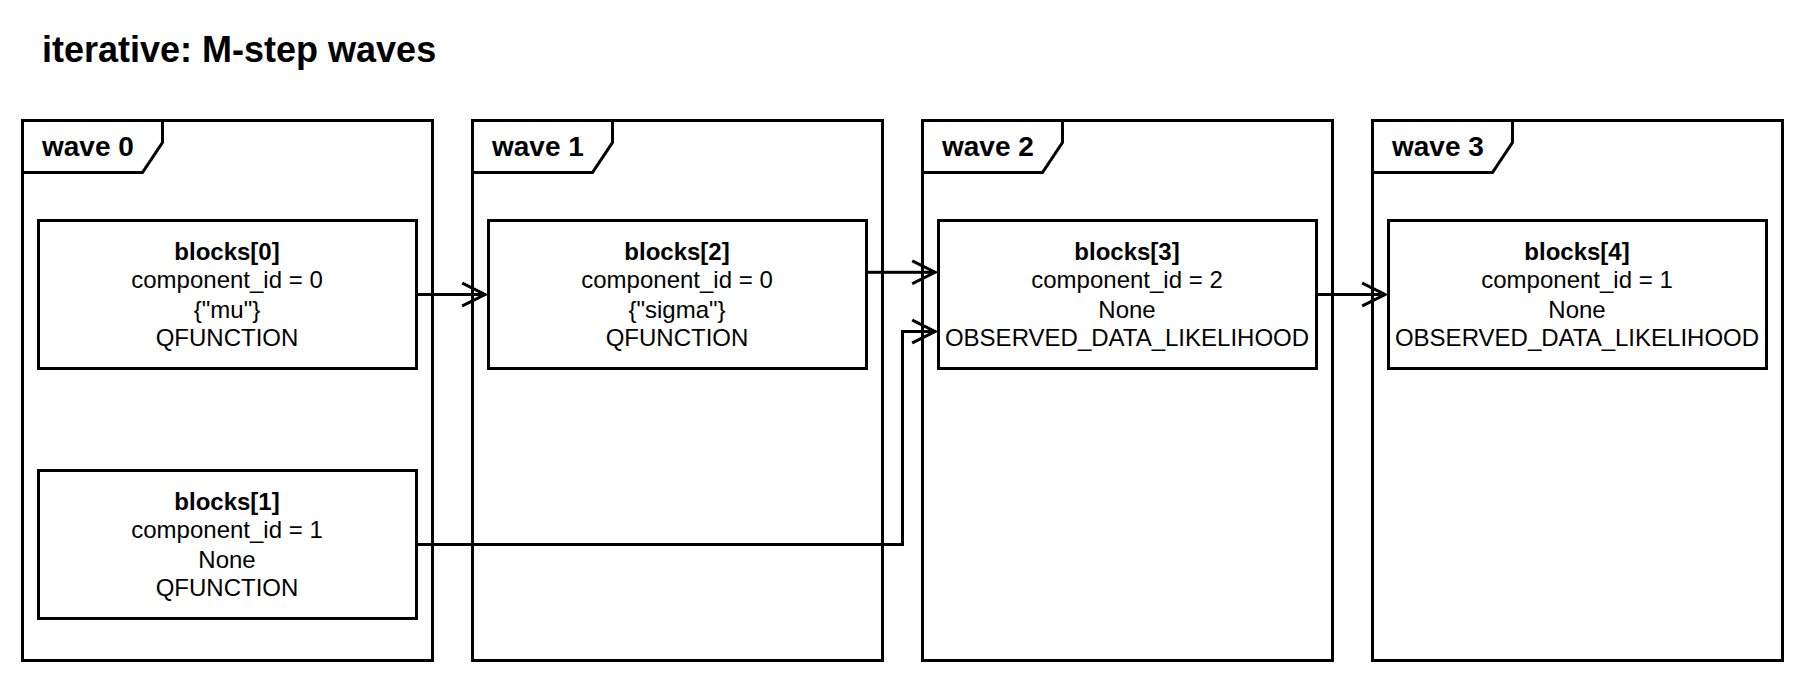 iterative: M-step waves
wave 0
blocks[0]
component_id = 0
{"mu"}
QFUNCTION
blocks[1]
component_id = 1
None
QFUNCTION
wave 1
blocks[2]
component_id = 0
{"sigma"}
QFUNCTION
wave 2
blocks[3]
component_id = 2
None
OBSERVED_DATA_LIKELIHOOD
wave 3
blocks[4]
component_id = 1
None
OBSERVED_DATA_LIKELIHOOD